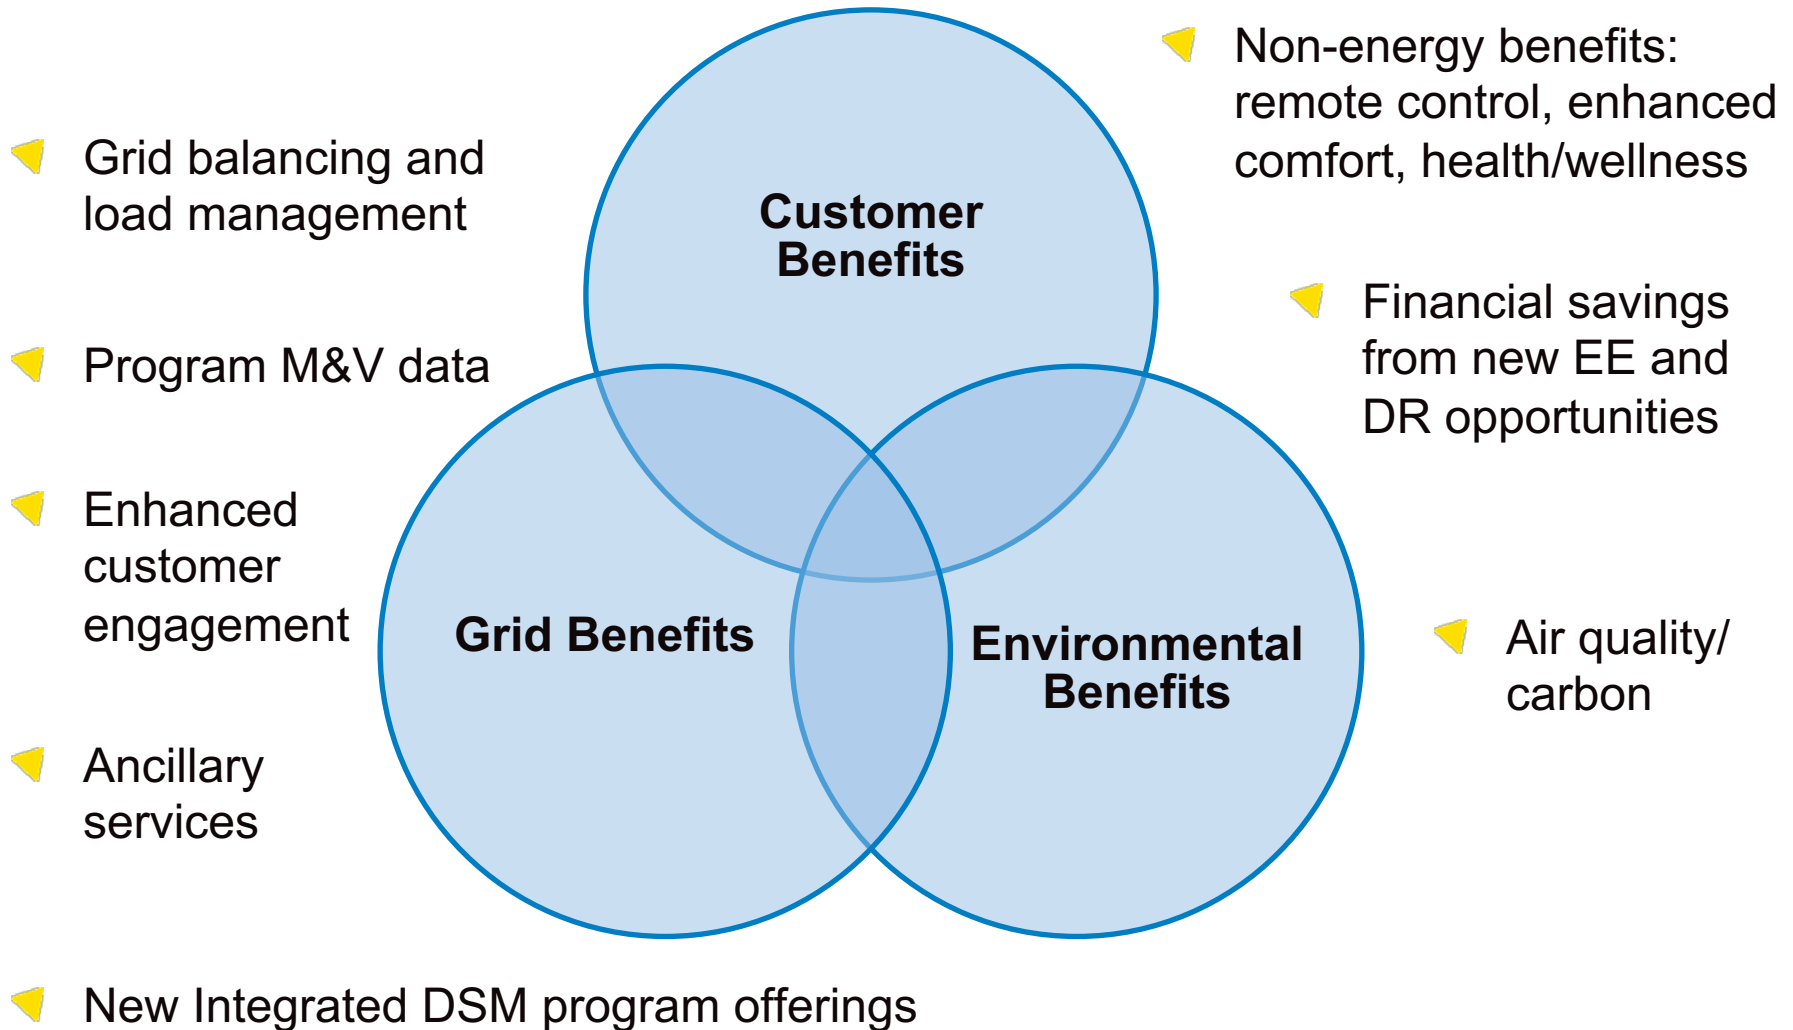 Non-energy benefits:
remote control, enhanced
comfort, health/wellness
Grid balancing and
load management
Customer
Benefits
Financial savings
from new EE and
DR opportunities
Program M&V data
Enhanced
customer
engagement
Grid Benefits
Environmental
Benefits
Air quality/
carbon
Ancillary
services
New Integrated DSM program offerings